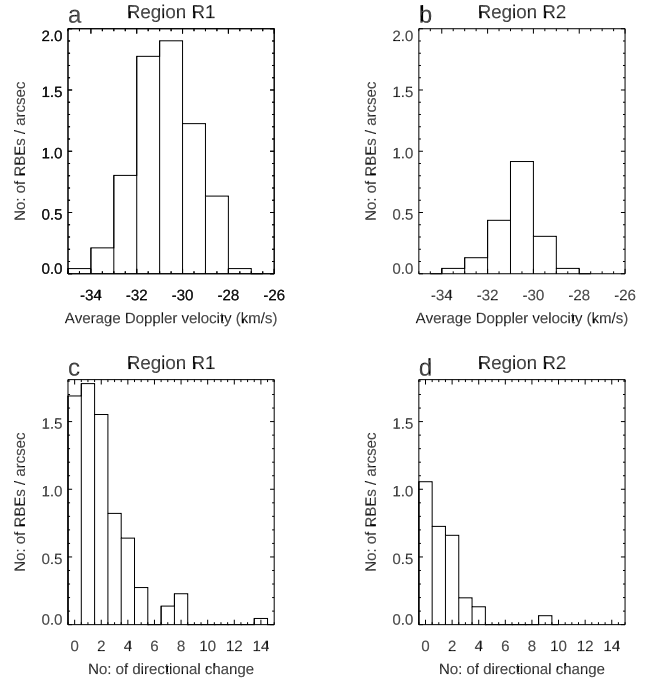 a Region R1
2.0
1.5
1.0
0.5
0.0
No: of RBEs / arcsec
-34 -32 -30 -28 -26
Average Doppler velocity (km/s)
b Region R2
2.0
1.5
1.0
0.5
0.0
No: of RBEs / arcsec
-34 -32 -30 -28 -26
Average Doppler velocity (km/s)
c Region R1
1.5
1.0
0.5
0.0
No: of RBEs / arcsec
0 2 4 6 8 10 12 14
No: of directional change
d Region R2
1.5
1.0
0.5
0.0
No: of RBEs / arcsec
0 2 4 6 8 10 12 14
No: of directional change